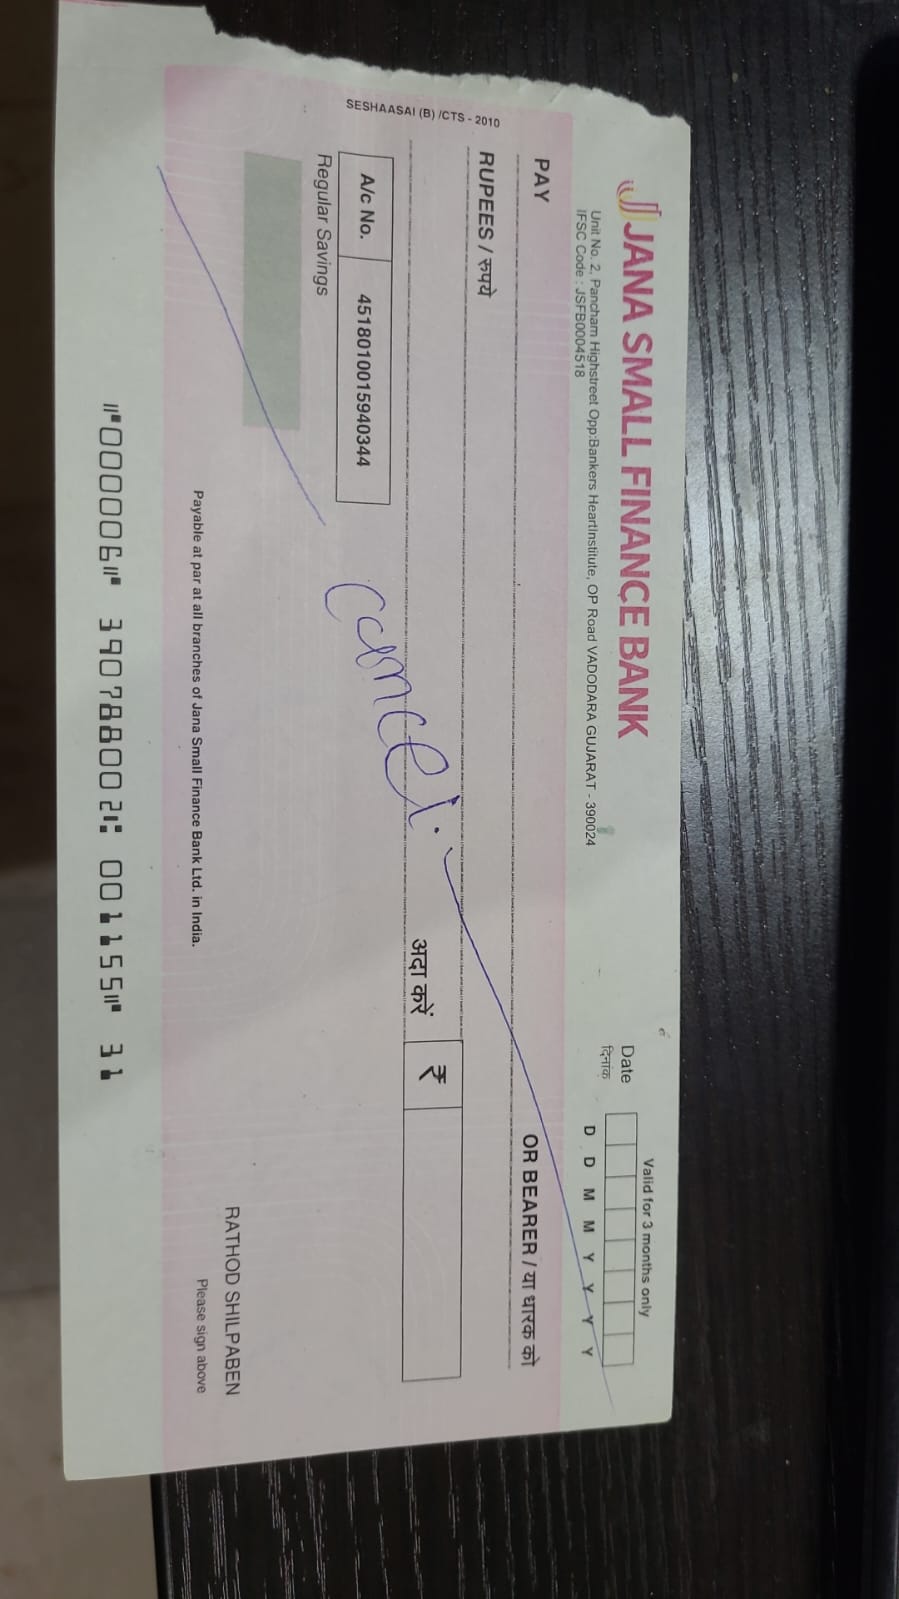 JANA SMALL FINANCE BANK
Unit No. 2, Pancham Highstreet Opp:Bankers HeartInstitute, OP Road VADODARA GUJARAT - 390024
IFSC Code : JSFB0004518
Valid for 3 months only
Date
दिनांक
D D M M Y Y Y Y
PAY
OR BEARER / या धारक को
RUPEES / रुपये
अदा करें
₹
cancel.
A/c No.
4518010015940344
Regular Savings
SESHAASAI (B) /CTS - 2010
RATHOD SHILPABEN
Please sign above
Payable at par at all branches of Jana Small Finance Bank Ltd. in India.
⑈000006⑈ 390788002⑆ 001155⑈ 31